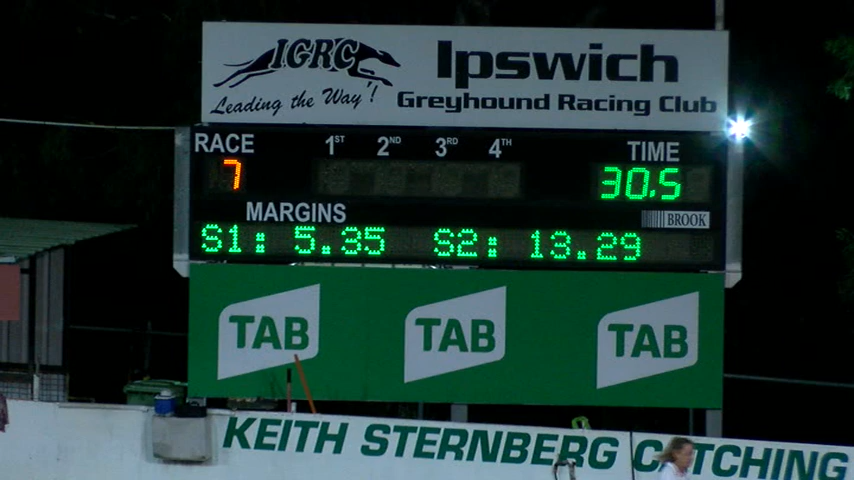 IGRC
Leading the Way!
Ipswich
Greyhound Racing Club
RACE 1ST 2ND 3RD 4TH TIME
7 30.5
MARGINS BROOK
S1: 5.35 S2: 13.29
TAB TAB TAB
KEITH STERNBERG CATCHING